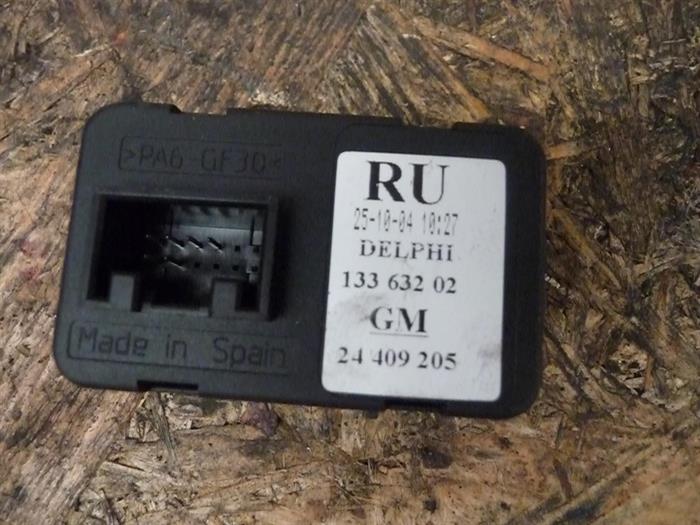 >PA6-GF30<
Made in Spain
RU
25-10-04 10:27
DELPHI
133 632 02
GM
24 409 205